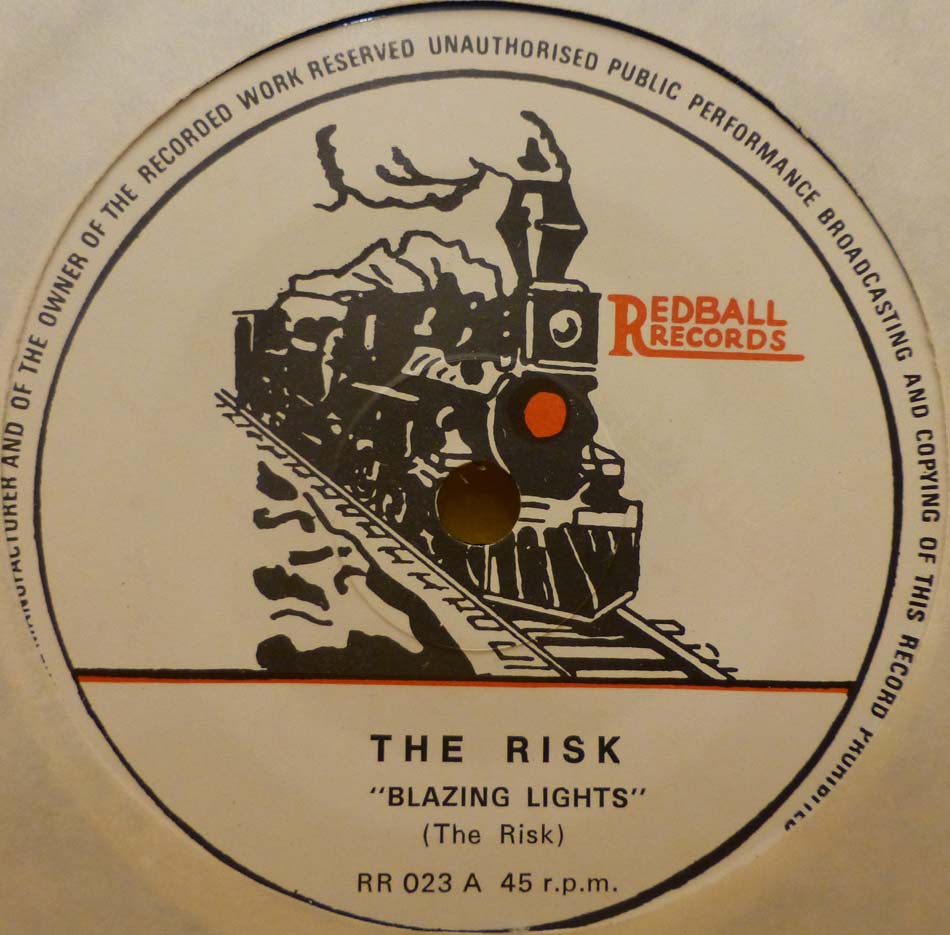 MANUFACTURER AND OF THE OWNER OF THE RECORDED WORK RESERVED UNAUTHORISED PUBLIC PERFORMANCE BROADCASTING AND COPYING OF THIS RECORD PROHIBITED
REDBALL
RECORDS
THE RISK
"BLAZING LIGHTS"
(The Risk)
RR 023 A 45 r.p.m.